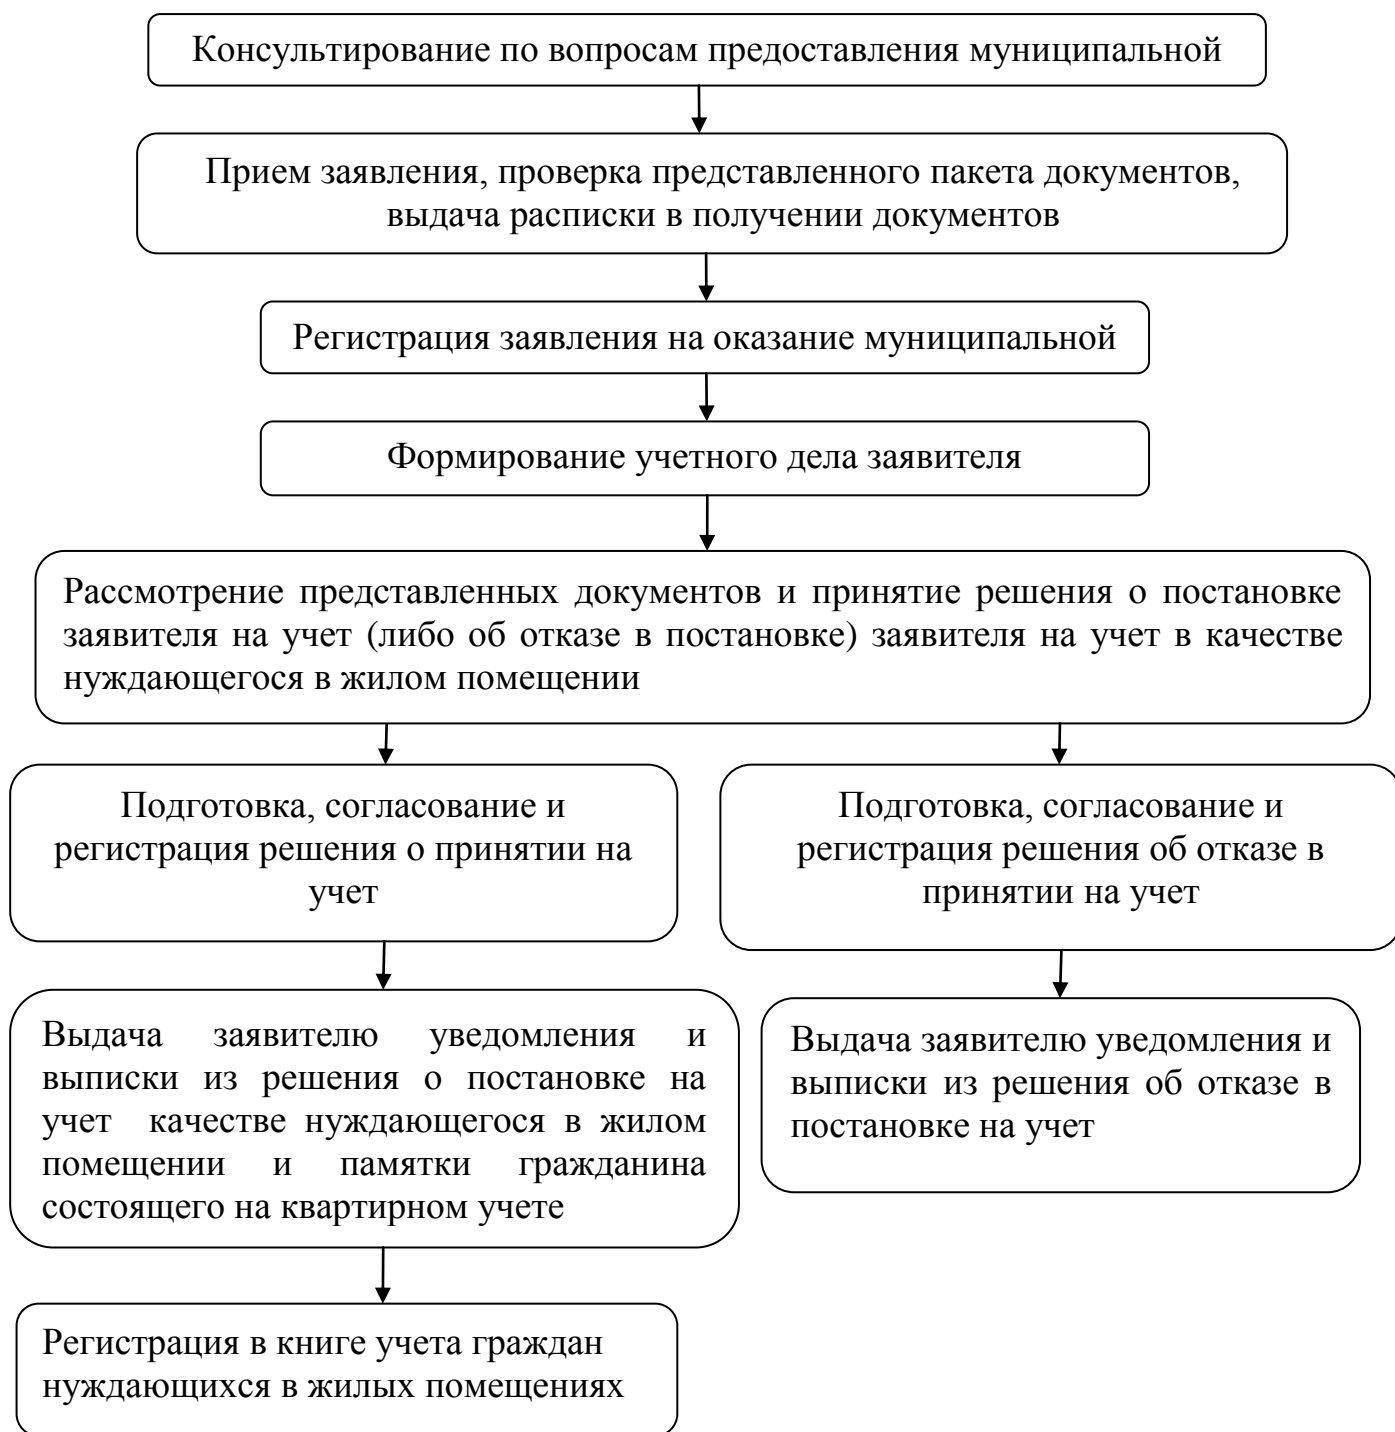 Консультирование по вопросам предоставления муниципальной
Прием заявления, проверка представленного пакета документов,
выдача расписки в получении документов
Регистрация заявления на оказание муниципальной
Формирование учетного дела заявителя
Рассмотрение представленных документов и принятие решения о постановке
заявителя на учет (либо об отказе в постановке) заявителя на учет в качестве
нуждающегося в жилом помещении
Подготовка, согласование и
регистрация решения о принятии на
учет
Подготовка, согласование и
регистрация решения об отказе в
принятии на учет
Выдача заявителю уведомления и
выписки из решения о постановке на
учет качестве нуждающегося в жилом
помещении и памятки гражданина
состоящего на квартирном учете
Выдача заявителю уведомления и
выписки из решения об отказе в
постановке на учет
Регистрация в книге учета граждан
нуждающихся в жилых помещениях